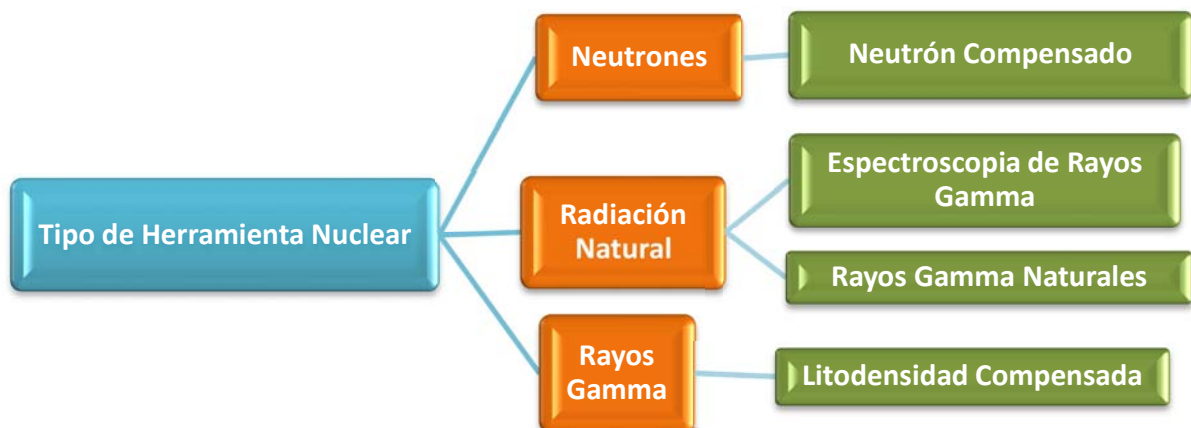 Neutrones
Neutrón Compensado
Tipo de Herramienta Nuclear
Radiación
Natural
Espectroscopia de Rayos
Gamma
Rayos Gamma Naturales
Rayos
Gamma
Litodensidad Compensada